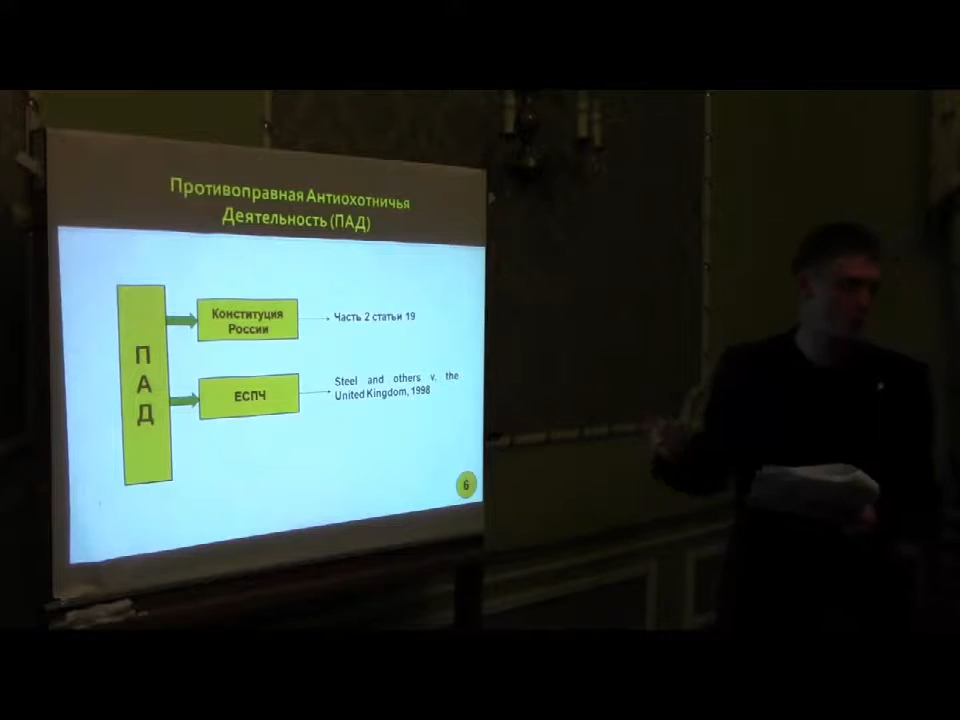 Противоправная Антиохотничья
Деятельность (ПАД)
П
А
Д
Конституция
России
Часть 2 статьи 19
ЕСПЧ
Steel and others v. the
United Kingdom, 1998
6